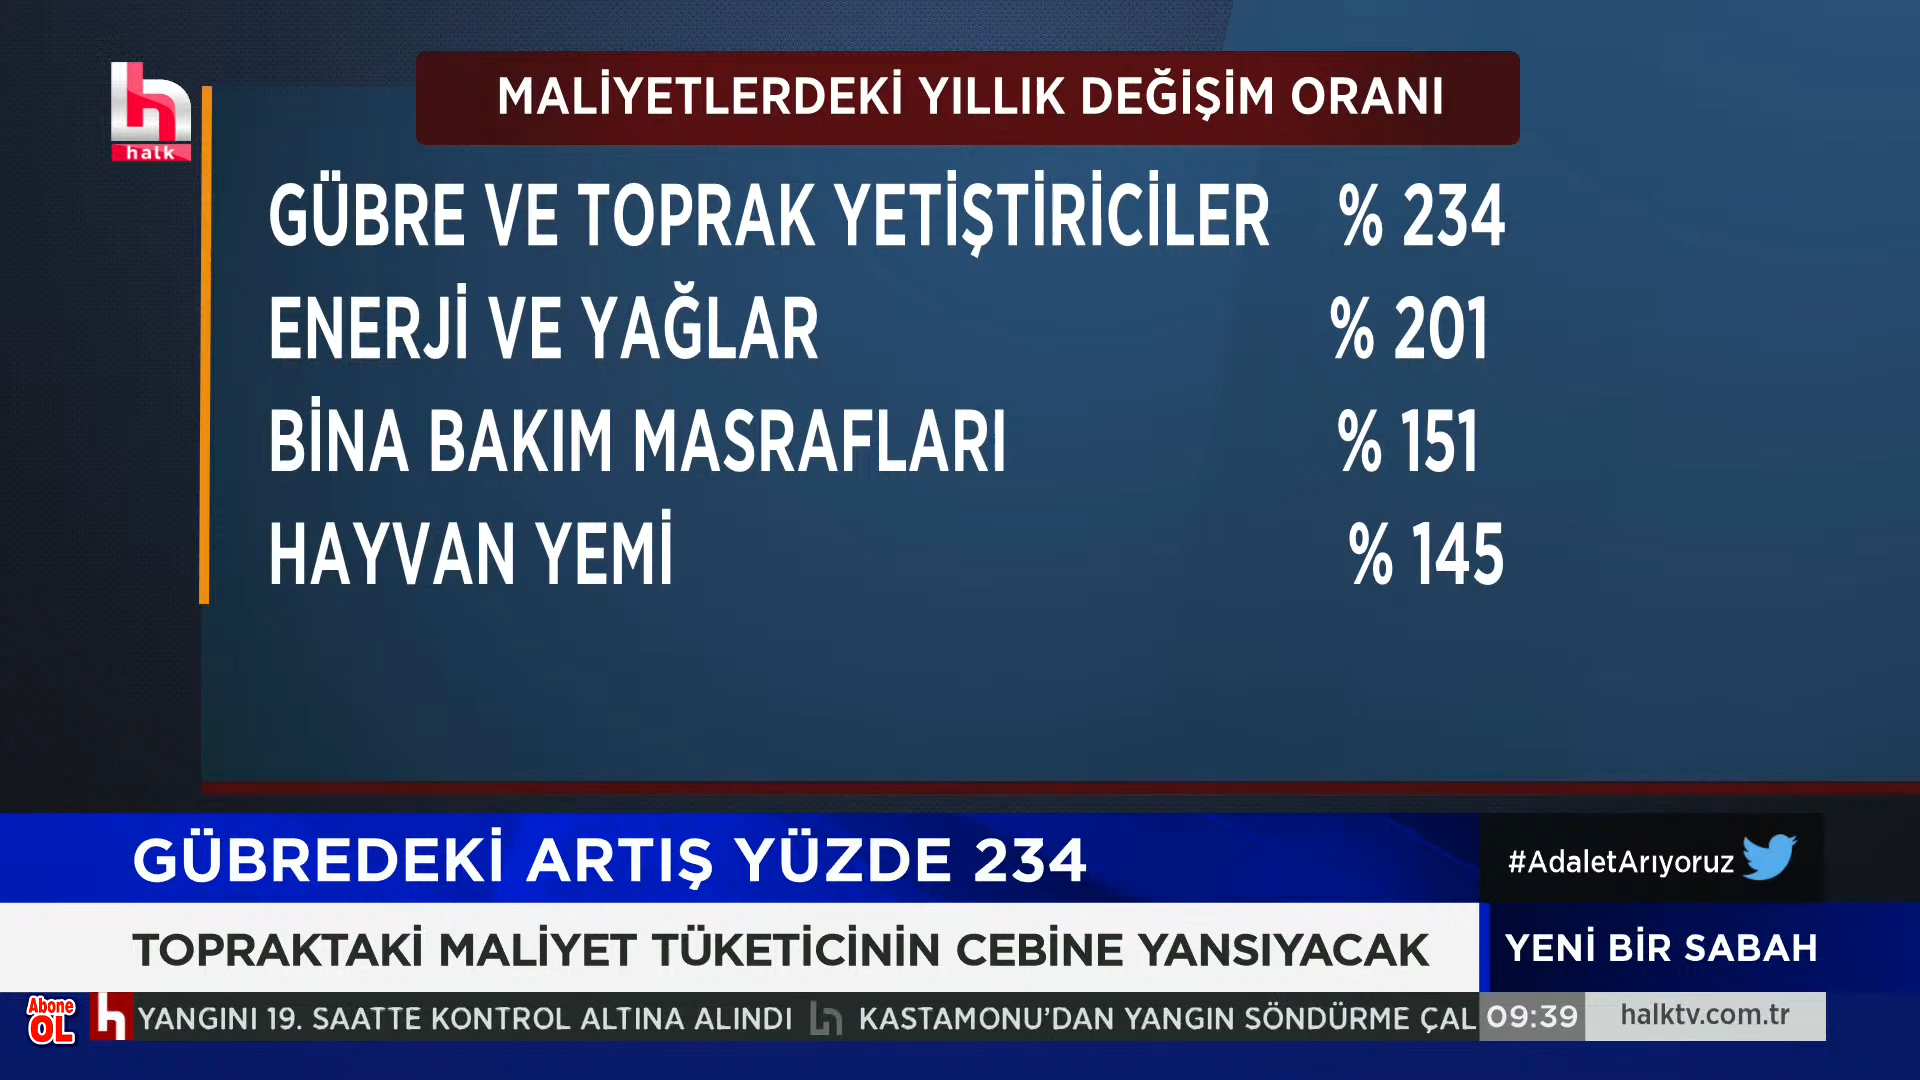 h
halk
MALİYETLERDEKİ YILLIK DEĞİŞİM ORANI
GÜBRE VE TOPRAK YETİŞTİRİCİLER % 234
ENERJİ VE YAĞLAR % 201
BİNA BAKIM MASRAFLARI % 151
HAYVAN YEMİ % 145
GÜBREDEKİ ARTIŞ YÜZDE 234
#AdaletArıyoruz
TOPRAKTAKİ MALİYET TÜKETİCİNİN CEBİNE YANSIYACAK
YENİ BİR SABAH
Abone
OL
h YANGINI 19. SAATTE KONTROL ALTINA ALINDI h KASTAMONU'DAN YANGIN SÖNDÜRME ÇAL
09:39
halktv.com.tr